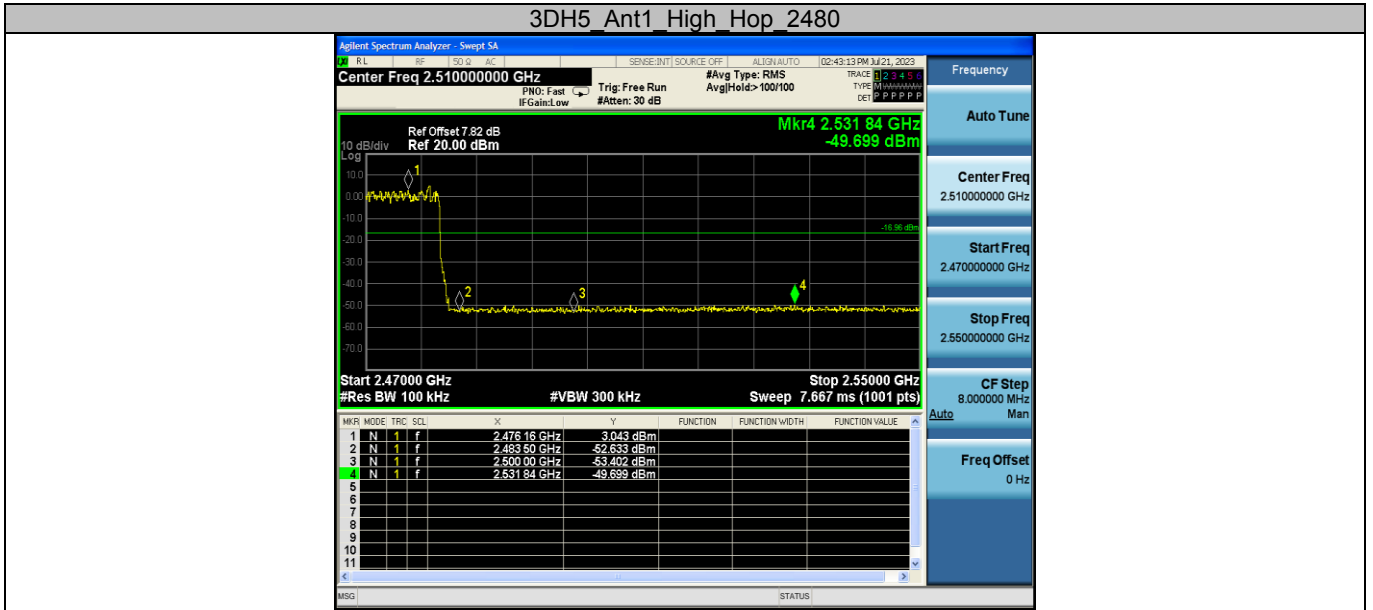 3DH5_Ant1_High_Hop_2480
Agilent Spectrum Analyzer - Swept SA
RL RF 50 Ω AC SENSE:INT SOURCE OFF ALIGN AUTO 02:43:13 PM Jul 21, 2023
Center Freq 2.510000000 GHz
PNO: Fast
IFGain:Low
Trig: Free Run
#Atten: 30 dB
#Avg Type: RMS
Avg|Hold:> 100/100
TRACE 1 2 3 4 5 6
TYPE M
DET P P P P P P
Frequency
Auto Tune
Center Freq
2.510000000 GHz
Start Freq
2.470000000 GHz
Stop Freq
2.550000000 GHz
CF Step
8.000000 MHz
Auto Man
Freq Offset
0 Hz
Mkr4 2.531 84 GHz
-49.699 dBm
Ref Offset 7.82 dB
10 dB/div Ref 20.00 dBm
Log
10.0
0.00
-10.0
-20.0
-30.0
-40.0
-50.0
-60.0
-70.0
1
2
3
4
-16.96 dBm
Start 2.47000 GHz Stop 2.55000 GHz
#Res BW 100 kHz #VBW 300 kHz Sweep 7.667 ms (1001 pts)
MKR MODE TRC SCL X Y FUNCTION FUNCTION WIDTH FUNCTION VALUE
1 N 1 f 2.476 16 GHz 3.043 dBm
2 N 1 f 2.483 50 GHz -52.633 dBm
3 N 1 f 2.500 00 GHz -53.402 dBm
4 N 1 f 2.531 84 GHz -49.699 dBm
5
6
7
8
9
10
11
MSG STATUS